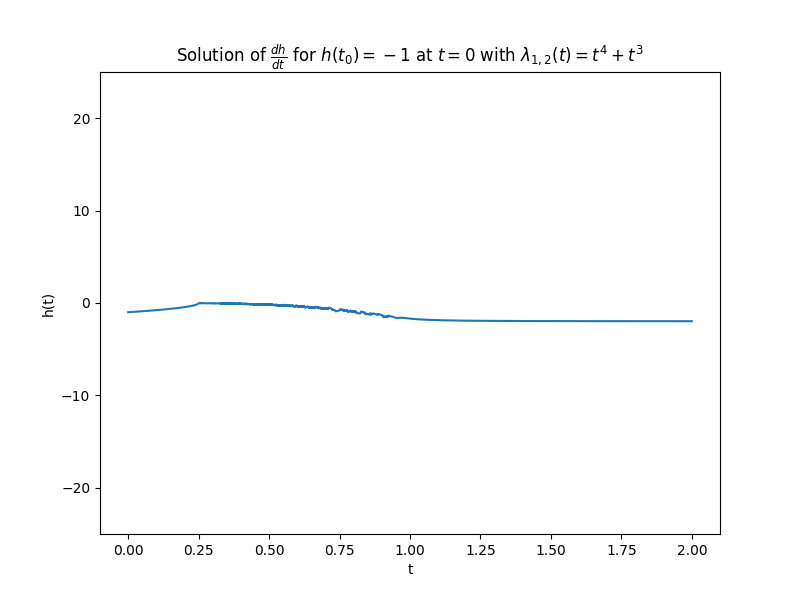 Solution of $\frac{dh}{dt}$ for $h(t_0) = -1$ at $t = 0$ with $\lambda_{1,2}(t) = t^4 + t^3$
20
10
0
−10
−20
h(t)
0.00 0.25 0.50 0.75 1.00 1.25 1.50 1.75 2.00
t